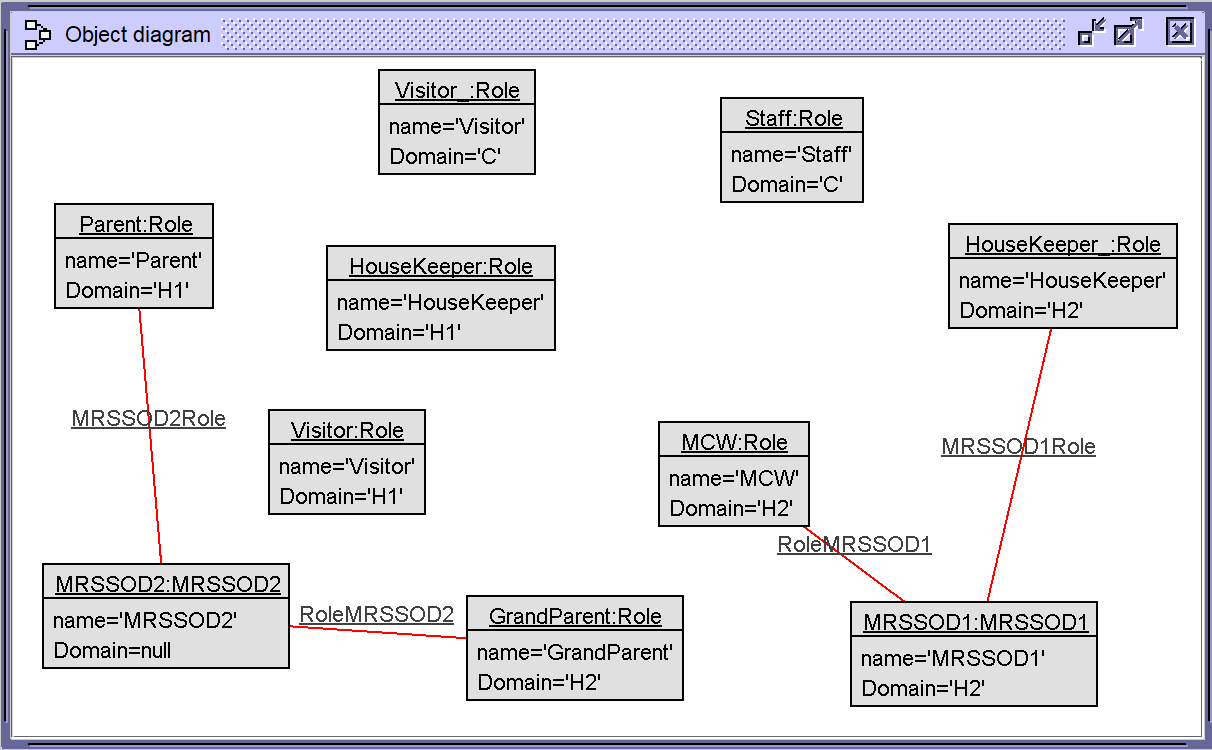 Object diagram
Visitor_:Role
name='Visitor'
Domain='C'
Staff:Role
name='Staff'
Domain='C'
Parent:Role
name='Parent'
Domain='H1'
HouseKeeper:Role
name='HouseKeeper'
Domain='H1'
HouseKeeper_:Role
name='HouseKeeper'
Domain='H2'
MRSSOD2Role
Visitor:Role
name='Visitor'
Domain='H1'
MCW:Role
name='MCW'
Domain='H2'
MRSSOD1Role
RoleMRSSOD1
MRSSOD2:MRSSOD2
name='MRSSOD2'
Domain=null
RoleMRSSOD2
GrandParent:Role
name='GrandParent'
Domain='H2'
MRSSOD1:MRSSOD1
name='MRSSOD1'
Domain='H2'